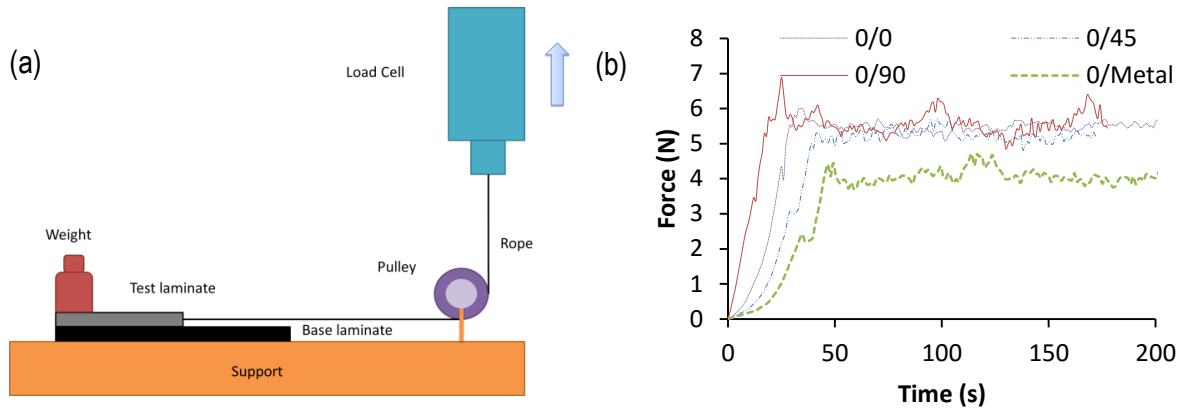 (a)
Load Cell
Weight
Rope
Pulley
Test laminate
Base laminate
Support
(b)
0/0 0/45
0/90 0/Metal
8
7
6
5
4
3
2
1
0
Force (N)
0 50 100 150 200
Time (s)